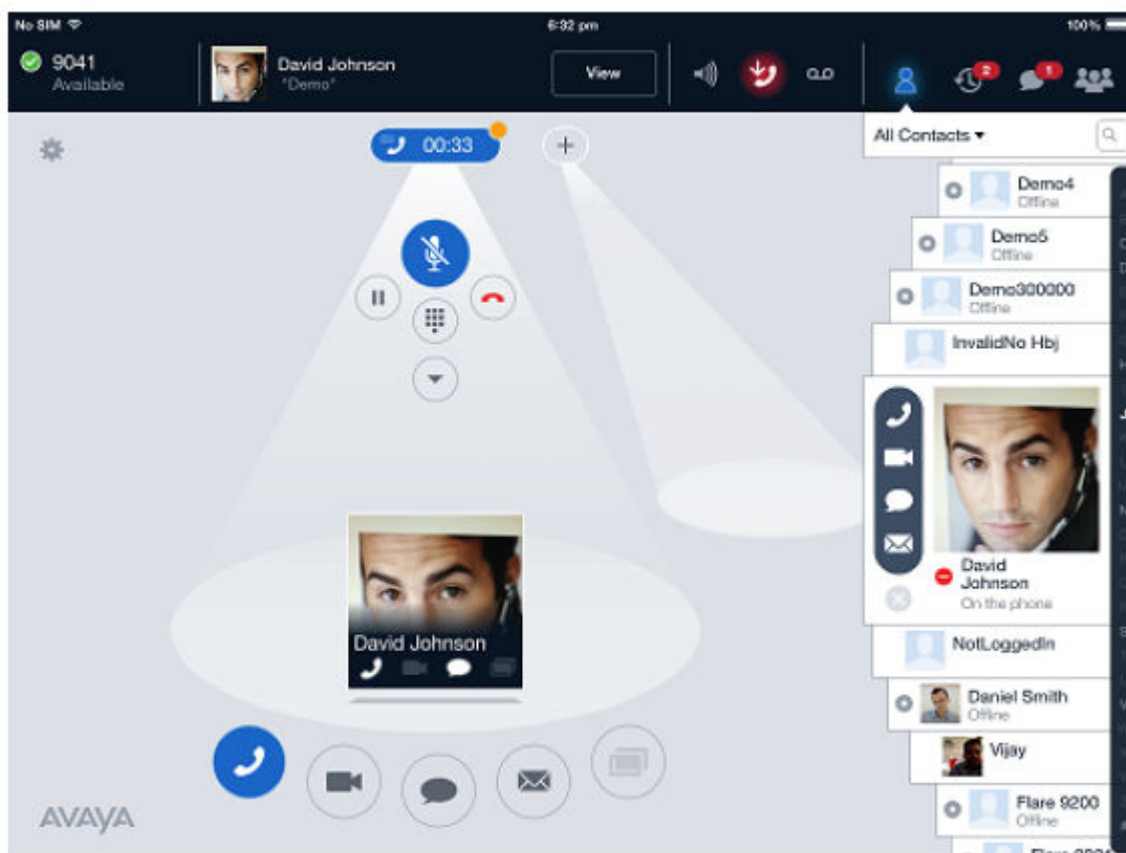 No SIM
6:32 pm
100%
9041
Available
David Johnson
"Demo"
View
2
1
00:33
+
All Contacts
Demo4
Offline
Demo5
Offline
Demo300000
Offline
InvalidNo Hbj
David
Johnson
On the phone
David Johnson
NotLoggedIn
Daniel Smith
Offline
Vijay
Flare 9200
Offline
AVAYA